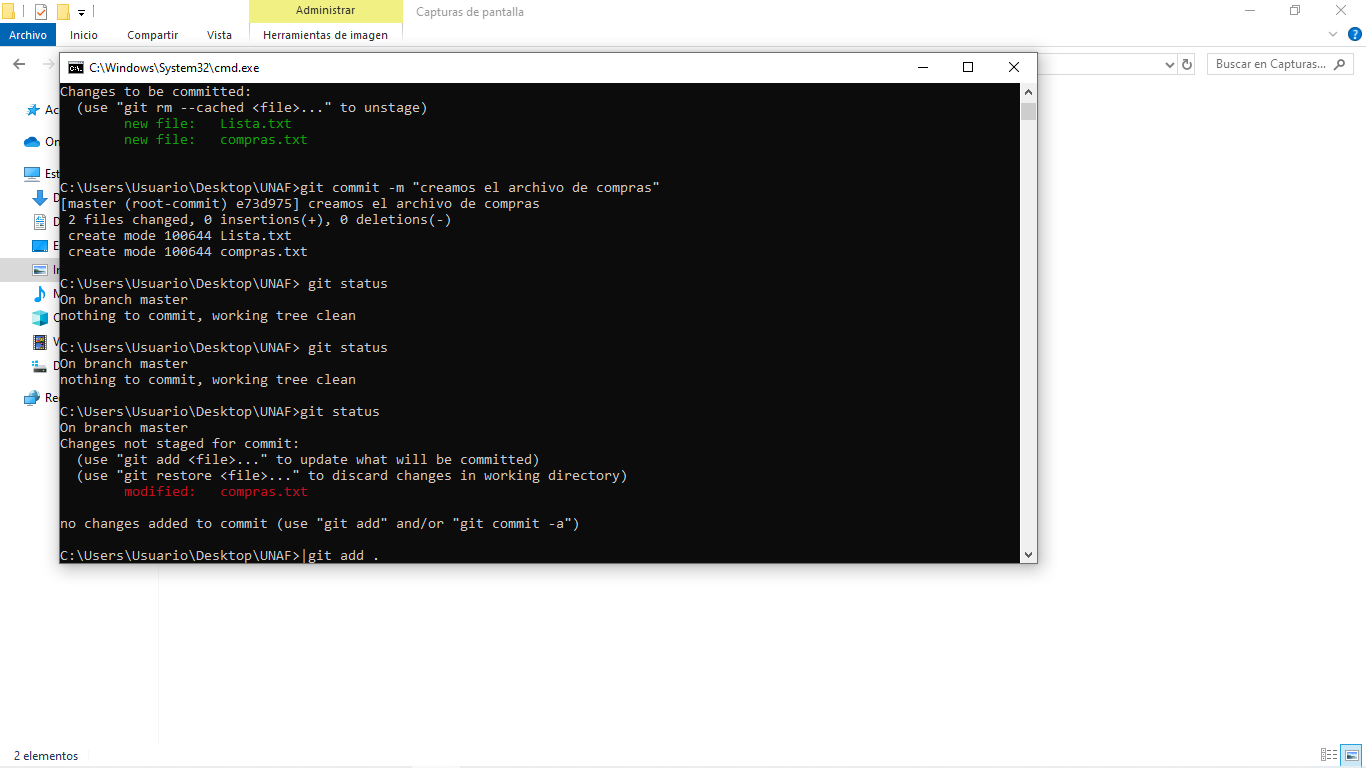 Administrar
Capturas de pantalla
Archivo
Inicio
Compartir
Vista
Herramientas de imagen
C:\Windows\System32\cmd.exe
Buscar en Capturas...
Changes to be committed:
(use "git rm --cached <file>..." to unstage)
new file: Lista.txt
new file: compras.txt
C:\Users\Usuario\Desktop\UNAF>git commit -m "creamos el archivo de compras"
[master (root-commit) e73d975] creamos el archivo de compras
2 files changed, 0 insertions(+), 0 deletions(-)
create mode 100644 Lista.txt
create mode 100644 compras.txt
C:\Users\Usuario\Desktop\UNAF> git status
On branch master
nothing to commit, working tree clean
C:\Users\Usuario\Desktop\UNAF> git status
On branch master
nothing to commit, working tree clean
C:\Users\Usuario\Desktop\UNAF>git status
On branch master
Changes not staged for commit:
(use "git add <file>..." to update what will be committed)
(use "git restore <file>..." to discard changes in working directory)
modified: compras.txt
no changes added to commit (use "git add" and/or "git commit -a")
C:\Users\Usuario\Desktop\UNAF>git add .
2 elementos